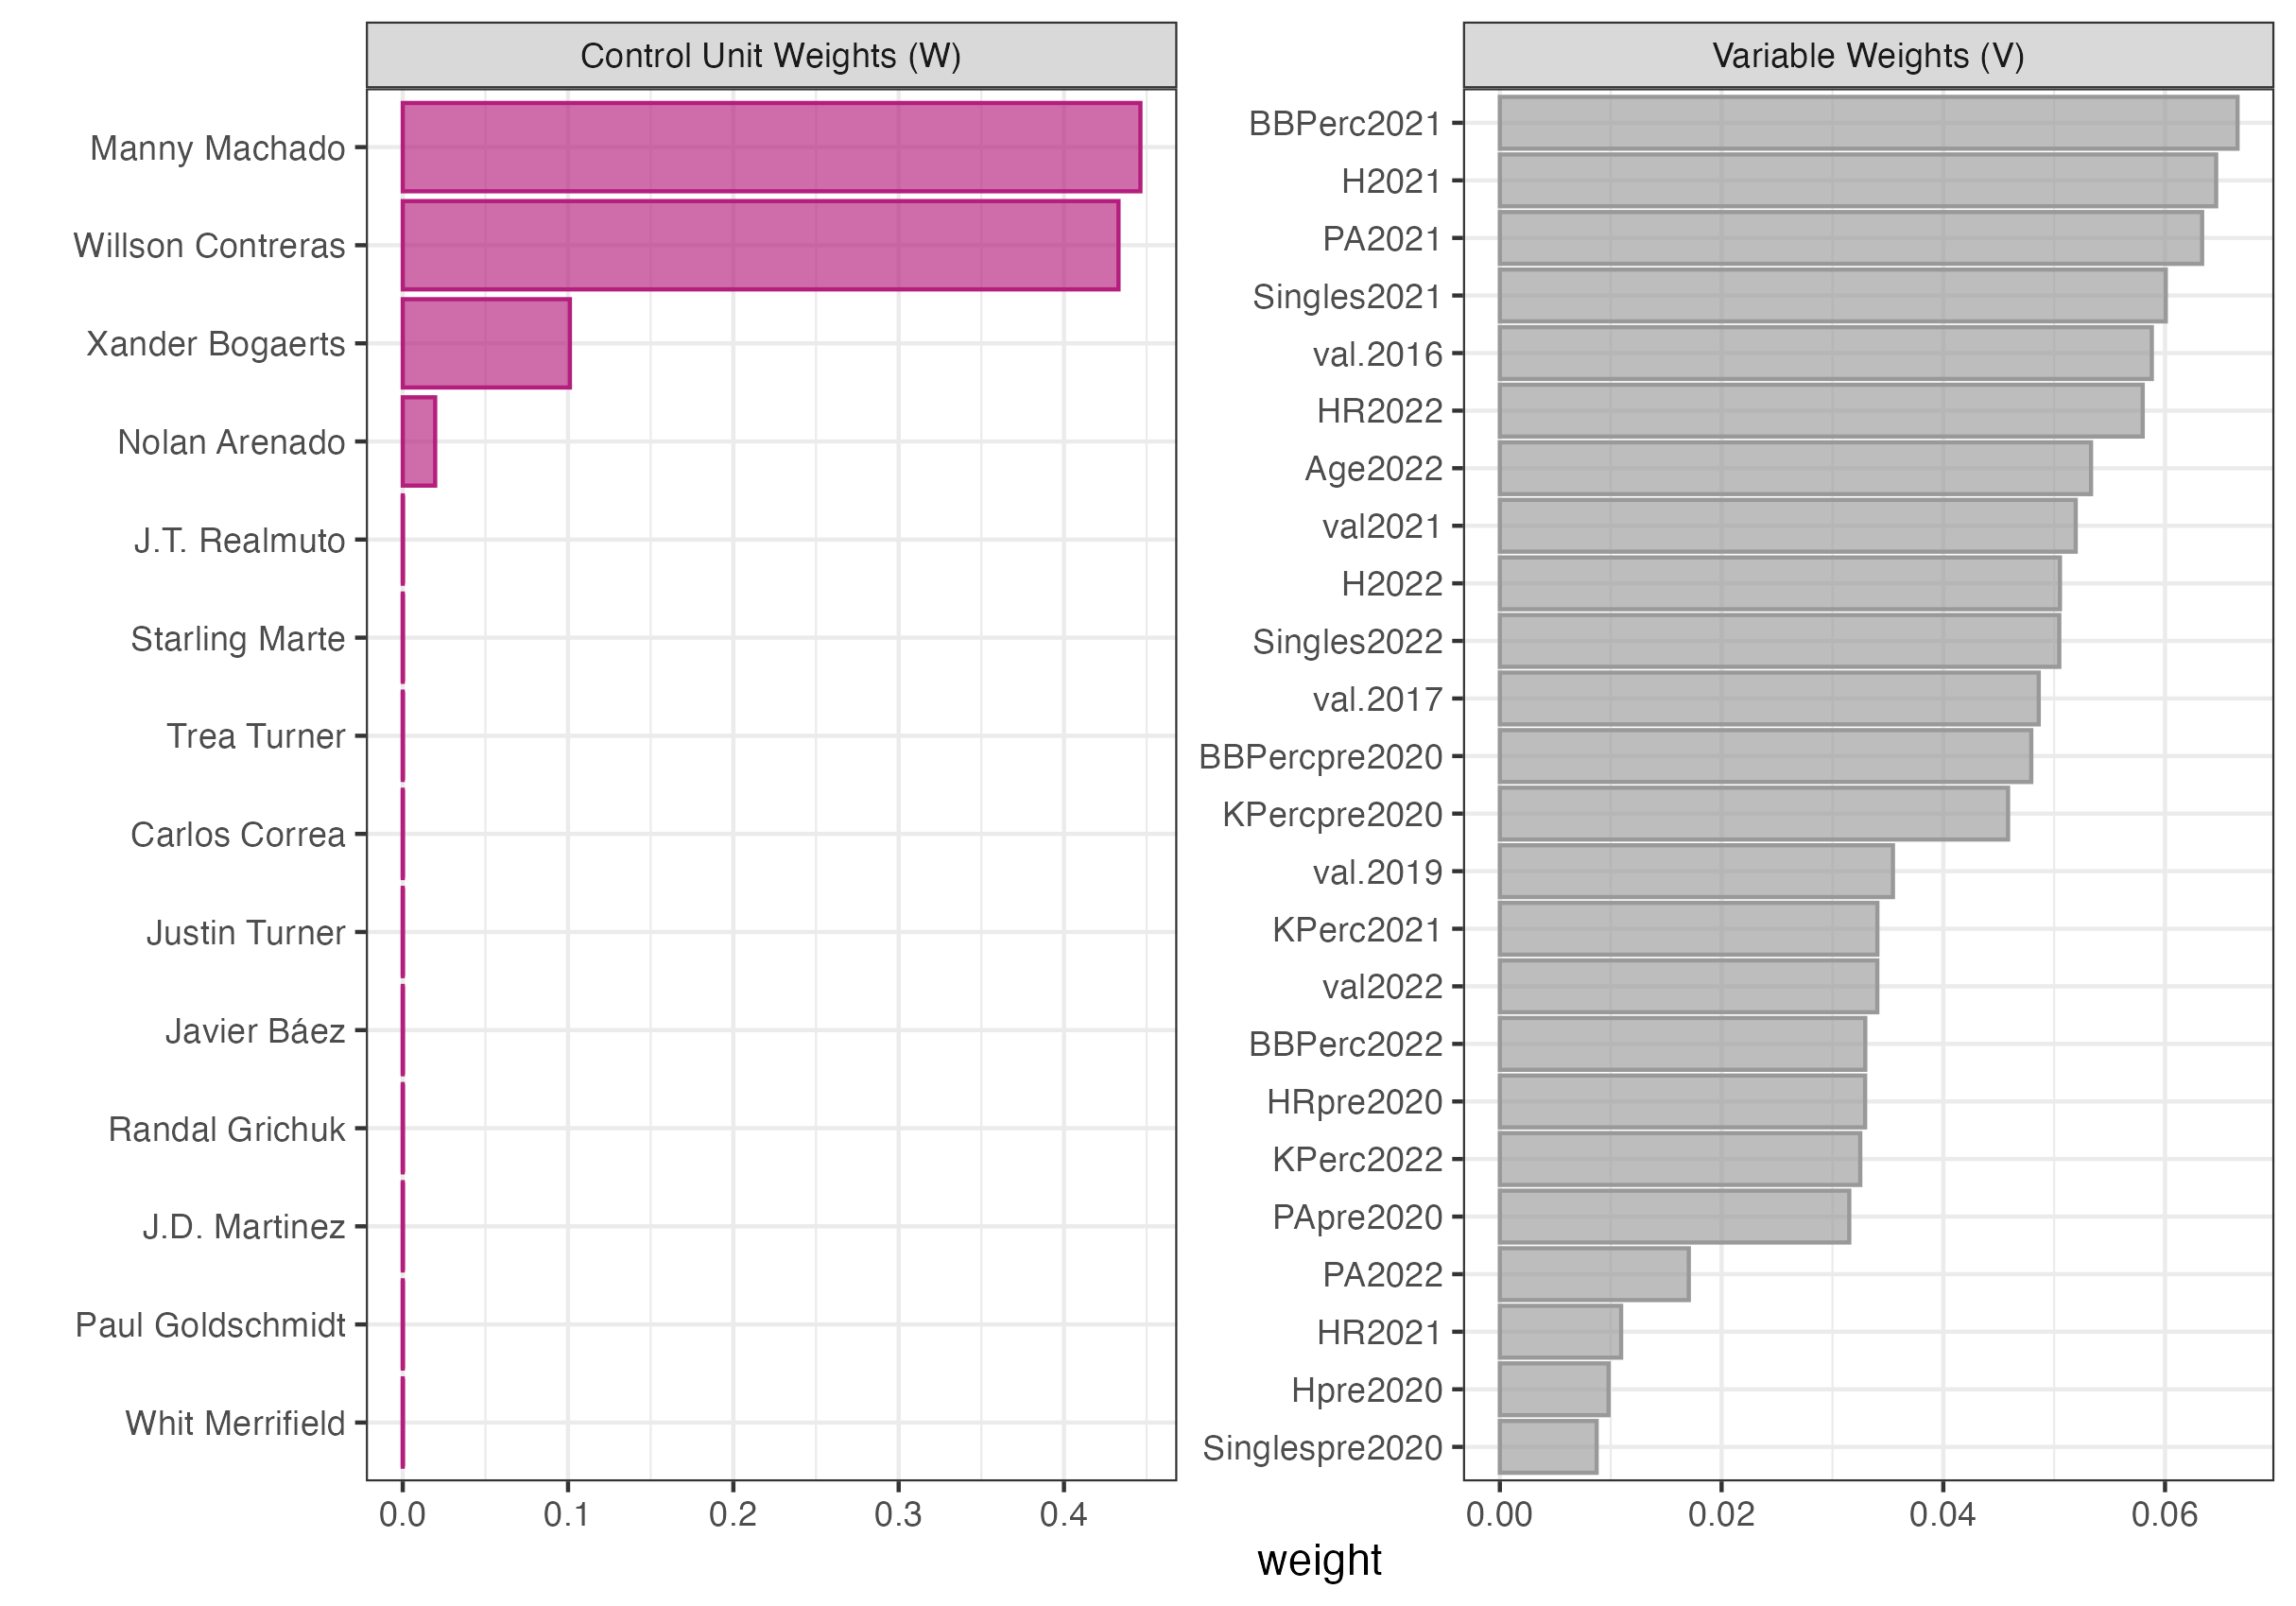 Control Unit Weights (W)
Manny Machado
Willson Contreras
Xander Bogaerts
Nolan Arenado
J.T. Realmuto
Starling Marte
Trea Turner
Carlos Correa
Justin Turner
Javier Báez
Randal Grichuk
J.D. Martinez
Paul Goldschmidt
Whit Merrifield
0.0 0.1 0.2 0.3 0.4
Variable Weights (V)
BBPerc2021
H2021
PA2021
Singles2021
val.2016
HR2022
Age2022
val2021
H2022
Singles2022
val.2017
BBPercpre2020
KPercpre2020
val.2019
KPerc2021
val2022
BBPerc2022
HRpre2020
KPerc2022
PApre2020
PA2022
HR2021
Hpre2020
Singlespre2020
0.00 0.02 0.04 0.06
weight